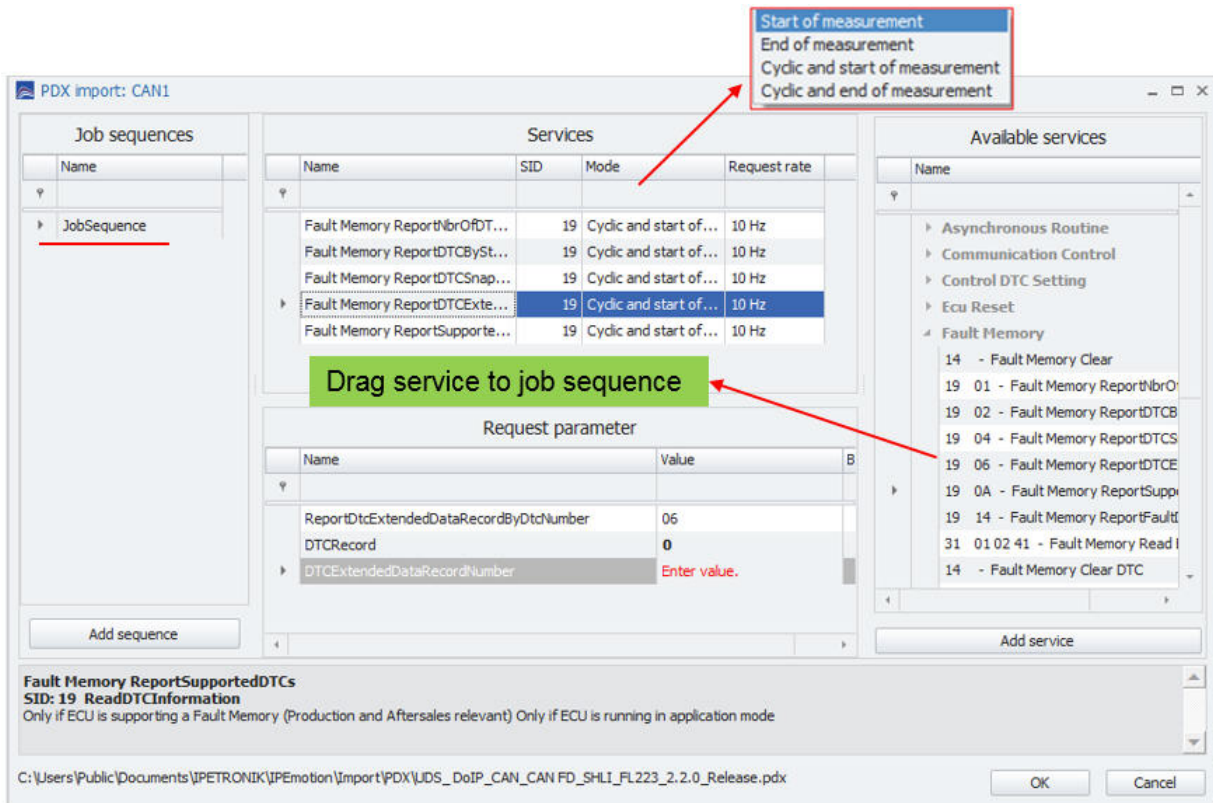 Start of measurement
End of measurement
Cyclic and start of measurement
Cyclic and end of measurement
PDX import: CAN1
Job sequences
Name
JobSequence
Add sequence
Services
Name SID Mode Request rate
Fault Memory ReportNbrOfDT... 19 Cyclic and start of... 10 Hz
Fault Memory ReportDTCBySt... 19 Cyclic and start of... 10 Hz
Fault Memory ReportDTCSnap... 19 Cyclic and start of... 10 Hz
Fault Memory ReportDTCExte... 19 Cyclic and start of... 10 Hz
Fault Memory ReportSupporte... 19 Cyclic and start of... 10 Hz
Drag service to job sequence
Request parameter
Name Value B
ReportDtcExtendedDataRecordByDtcNumber 06
DTCRecord 0
DTCExtendedDataRecordNumber Enter value.
Available services
Name
Asynchronous Routine
Communication Control
Control DTC Setting
Ecu Reset
Fault Memory
14 - Fault Memory Clear
19 01 - Fault Memory ReportNbrO
19 02 - Fault Memory ReportDTCB
19 04 - Fault Memory ReportDTCS
19 06 - Fault Memory ReportDTCE
19 0A - Fault Memory ReportSupp
19 14 - Fault Memory ReportFault
31 01 02 41 - Fault Memory Read
14 - Fault Memory Clear DTC
Add service
Fault Memory ReportSupportedDTCs
SID: 19 ReadDTCInformation
Only if ECU is supporting a Fault Memory (Production and Aftersales relevant) Only if ECU is running in application mode
C:\Users\Public\Documents\IPETRONIK\IPEmotion\Import\PDX\UDS_DoIP_CAN_CAN FD_SHLI_FL223_2.2.0_Release.pdx
OK Cancel